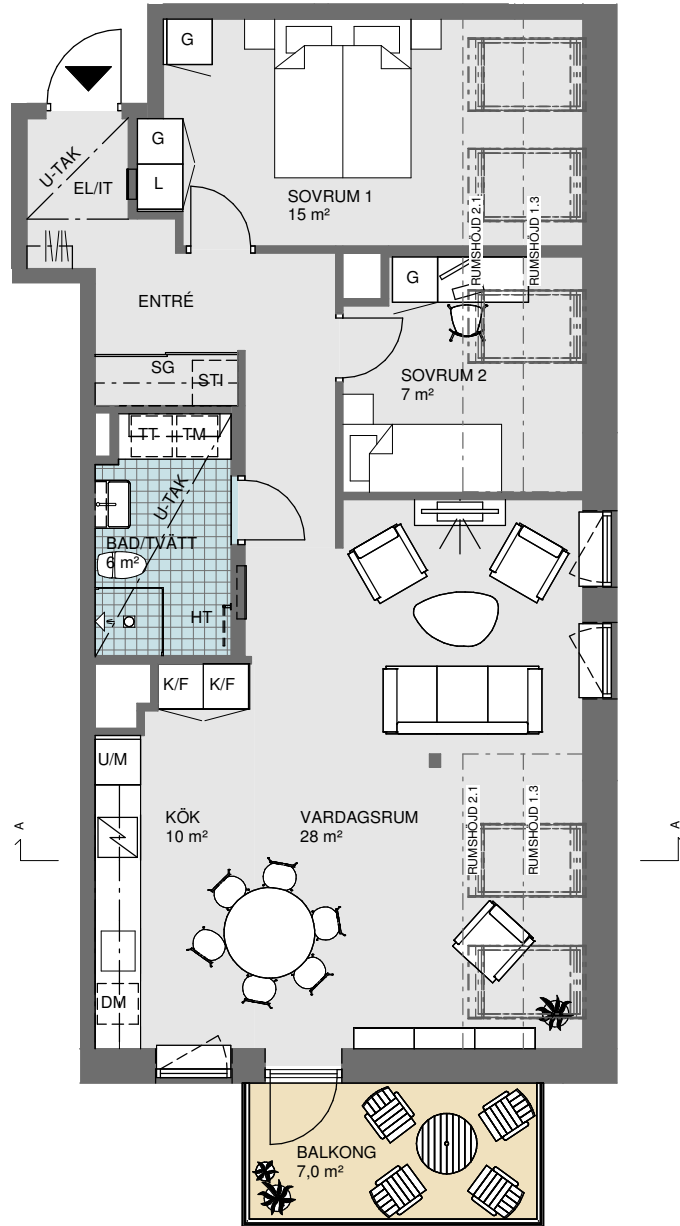 G
U-TAK
EL/IT
G
L
SOVRUM 1
15 m²
RUMSHÖJD 2.1
RUMSHÖJD 1.3
ENTRÉ
G
SG
STI
SOVRUM 2
7 m²
TT
TM
U-TAK
BAD/TVÄTT
6 m²
HT
K/F
K/F
U/M
KÖK
10 m²
VARDAGSRUM
28 m²
RUMSHÖJD 2.1
RUMSHÖJD 1.3
A
A
DM
BALKONG
7,0 m²